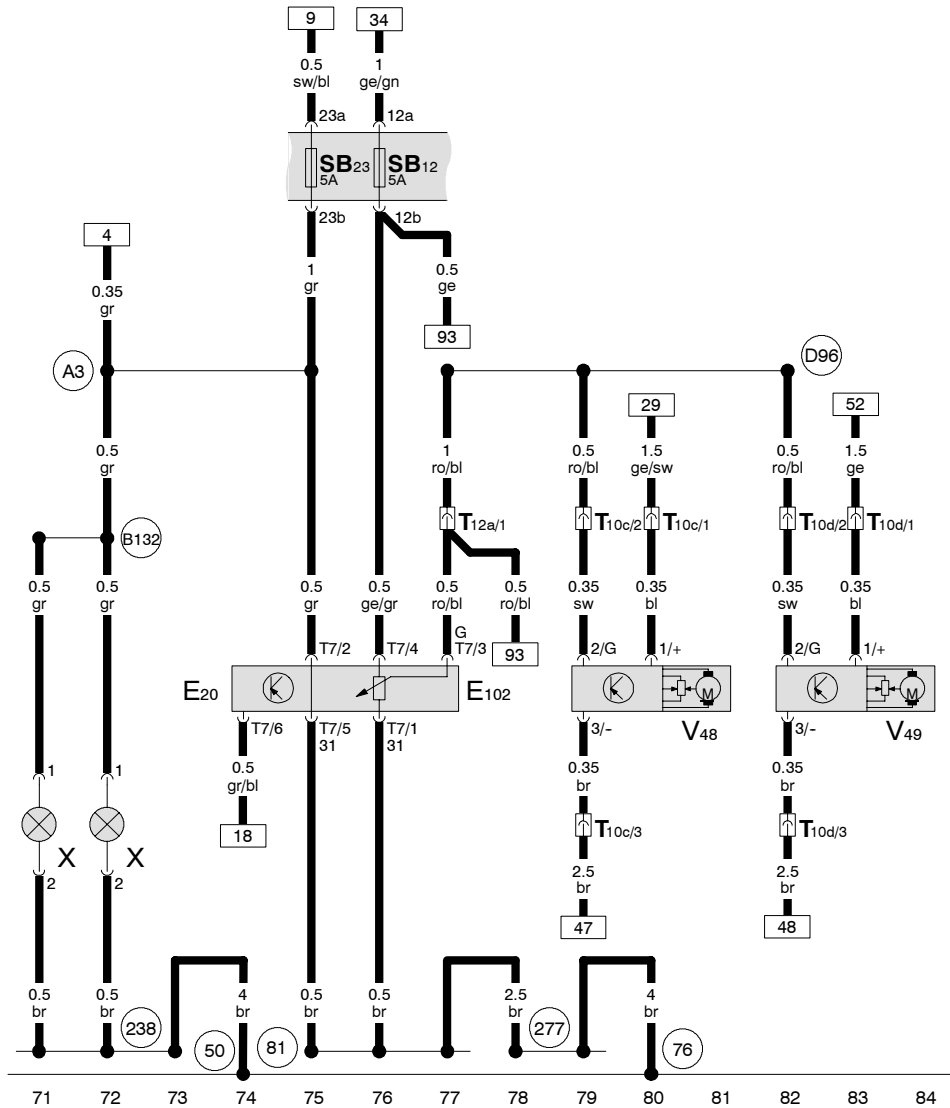 9 34
0.5 1
sw/bl ge/gn
23a 12a
SB23 SB12
5A 5A
23b 12b
4
1 0.5
gr ge
0.35
gr
93
A3 D96
29 52
0.5 1 0.5 1.5 0.5 1.5
gr ro/bl ro/bl ge/sw ro/bl ge
T12a/1 T10c/2 T10c/1 T10d/2 T10d/1
B132
0.5 0.5 0.5 0.5 0.5 0.5 0.35 0.35 0.35 0.35
gr gr gr ge/gr ro/bl ro/bl sw bl sw bl
G
T7/2 T7/4 T7/3 93 2/G 1/+ 2/G 1/+
E20 E102 M M
T7/6 T7/5 T7/1 3/- V48 3/- V49
31 31
0.5 0.35 0.35
gr/bl br br
1 1
18 T10c/3 T10d/3
X X
2 2 2.5 2.5
br br
47 48
0.5 0.5 4 0.5 0.5 2.5 4
br br br br br br br
238 50 81 277 76
71 72 73 74 75 76 77 78 79 80 81 82 83 84